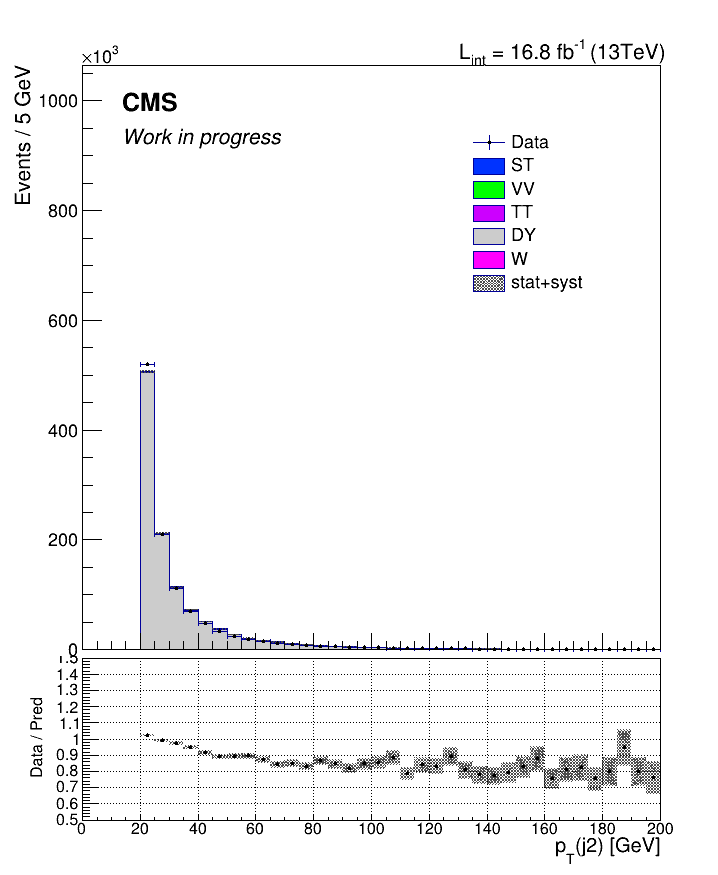 ×10³
L_int = 16.8 fb⁻¹ (13TeV)
Events / 5 GeV
CMS
Work in progress
Data
ST
VV
TT
DY
W
stat+syst
1000
800
600
400
200
0
Data / Pred
1.5
1.4
1.3
1.2
1.1
1
0.9
0.8
0.7
0.6
0.5
0 20 40 60 80 100 120 140 160 180 200
p_T(j2) [GeV]